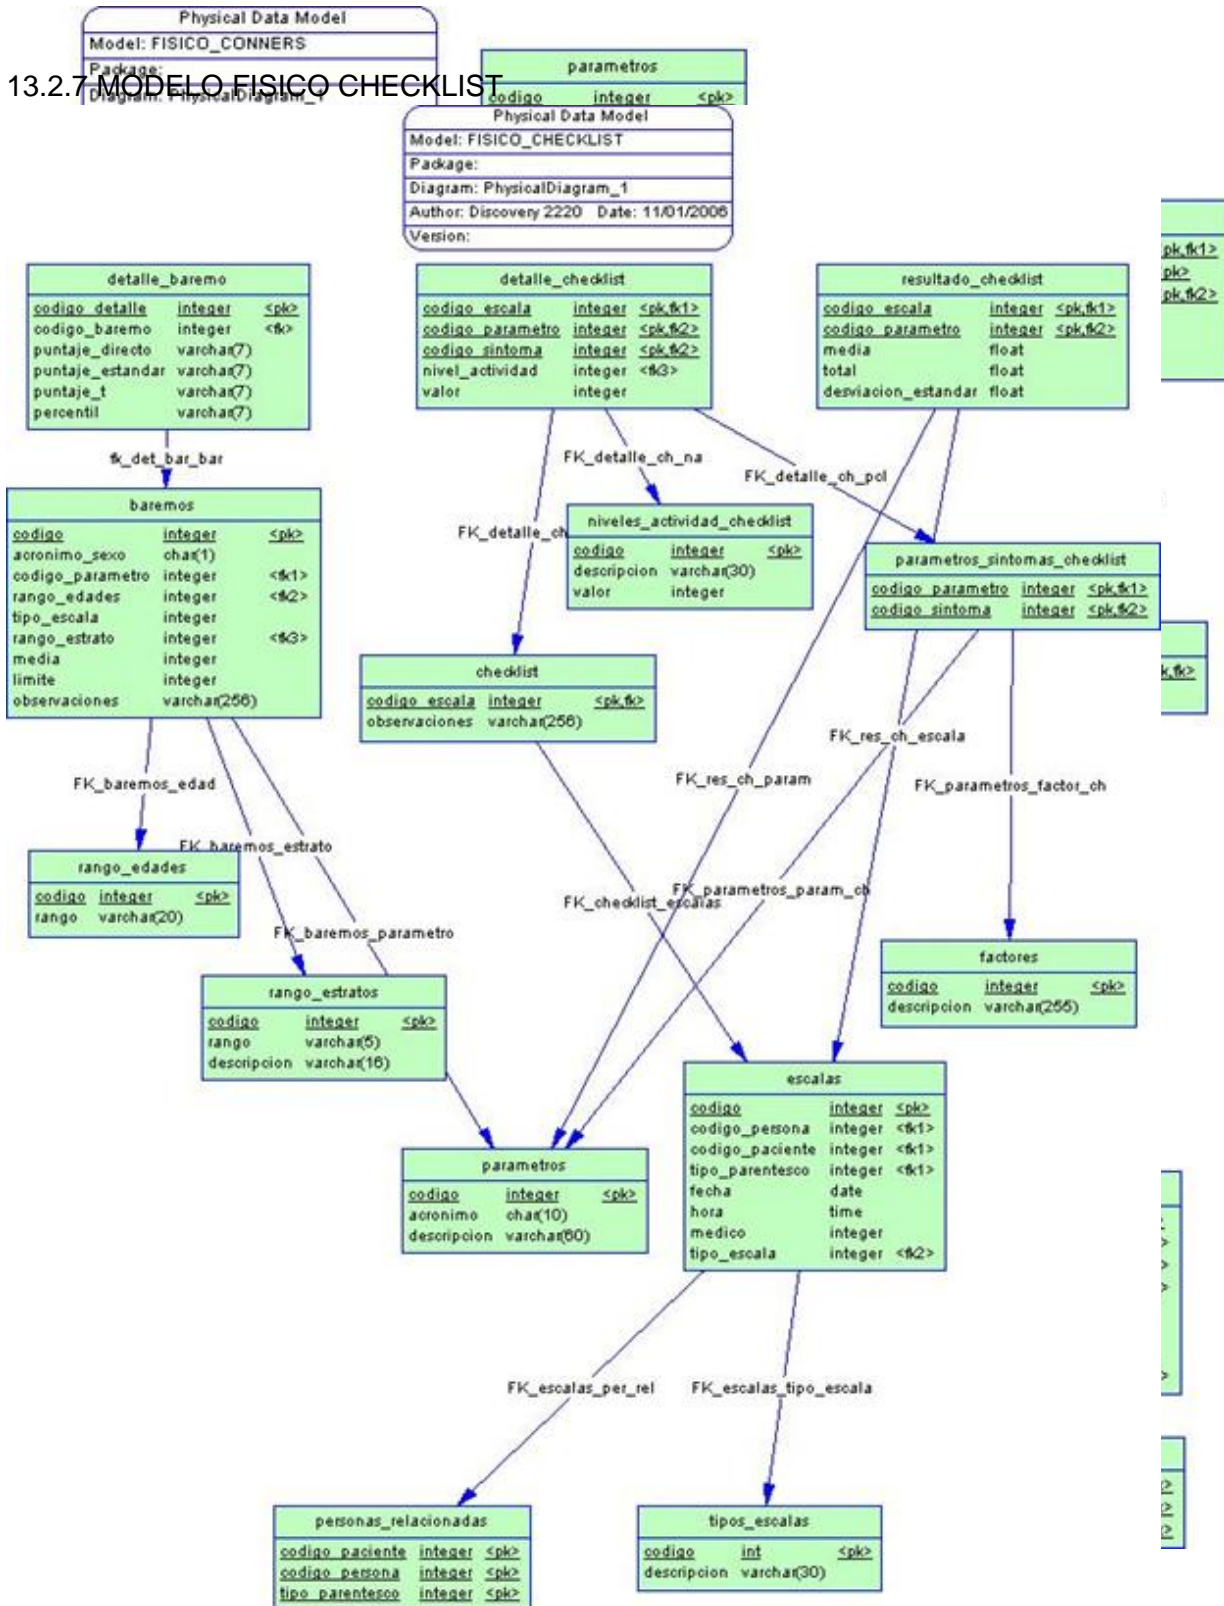 Physical Data Model
Model: FISICO_CONNERS
Package:
Diagram: PhysicalDiagram_1
parametros
codigo integer <pk>
13.2.7 MODELO FISICO CHECKLIST
Physical Data Model
Model: FISICO_CHECKLIST
Package:
Diagram: PhysicalDiagram_1
Author: Discovery 2220 Date: 11/01/2006
Version:
pk,fk1>
pk>
pk,fk2>
detalle_baremo
codigo_detalle integer <pk>
codigo_baremo integer <fk>
puntaje_directo varchar(7)
puntaje_estandar varchar(7)
puntaje_t varchar(7)
percentil varchar(7)
detalle_checklist
codigo_escala integer <pk,fk1>
codigo_parametro integer <pk,fk2>
codigo_sintoma integer <pk,fk2>
nivel_actividad integer <fk3>
valor integer
resultado_checklist
codigo_escala integer <pk,fk1>
codigo_parametro integer <pk,fk2>
media float
total float
desviacion_estandar float
fk_det_bar_bar
FK_detalle_ch_na
FK_detalle_ch_pcl
FK_detalle_ch
baremos
codigo integer <pk>
acronimo_sexo char(1)
codigo_parametro integer <fk1>
rango_edades integer <fk2>
tipo_escala integer
rango_estrato integer <fk3>
media integer
limite integer
observaciones varchar(256)
niveles_actividad_checklist
codigo integer <pk>
descripcion varchar(30)
valor integer
parametros_sintomas_checklist
codigo_parametro integer <pk,fk1>
codigo_sintoma integer <pk,fk2>
k,fk>
checklist
codigo_escala integer <pk,fk>
observaciones varchar(256)
FK_res_ch_escala
FK_res_ch_param
FK_parametros_factor_ch
FK_baremos_edad
FK_baremos_estrato
rango_edades
codigo integer <pk>
rango varchar(20)
FK_parametros_param_ch
FK_checklist_escalas
FK_baremos_parametro
factores
codigo integer <pk>
descripcion varchar(255)
rango_estratos
codigo integer <pk>
rango varchar(5)
descripcion varchar(16)
escalas
codigo integer <pk>
codigo_persona integer <fk1>
codigo_paciente integer <fk1>
tipo_parentesco integer <fk1>
fecha date
hora time
medico integer
tipo_escala integer <fk2>
parametros
codigo integer <pk>
acronimo char(10)
descripcion varchar(60)
FK_escalas_per_rel
FK_escalas_tipo_escala
personas_relacionadas
codigo_paciente integer <pk>
codigo_persona integer <pk>
tipo_parentesco integer <pk>
tipos_escalas
codigo int <pk>
descripcion varchar(30)